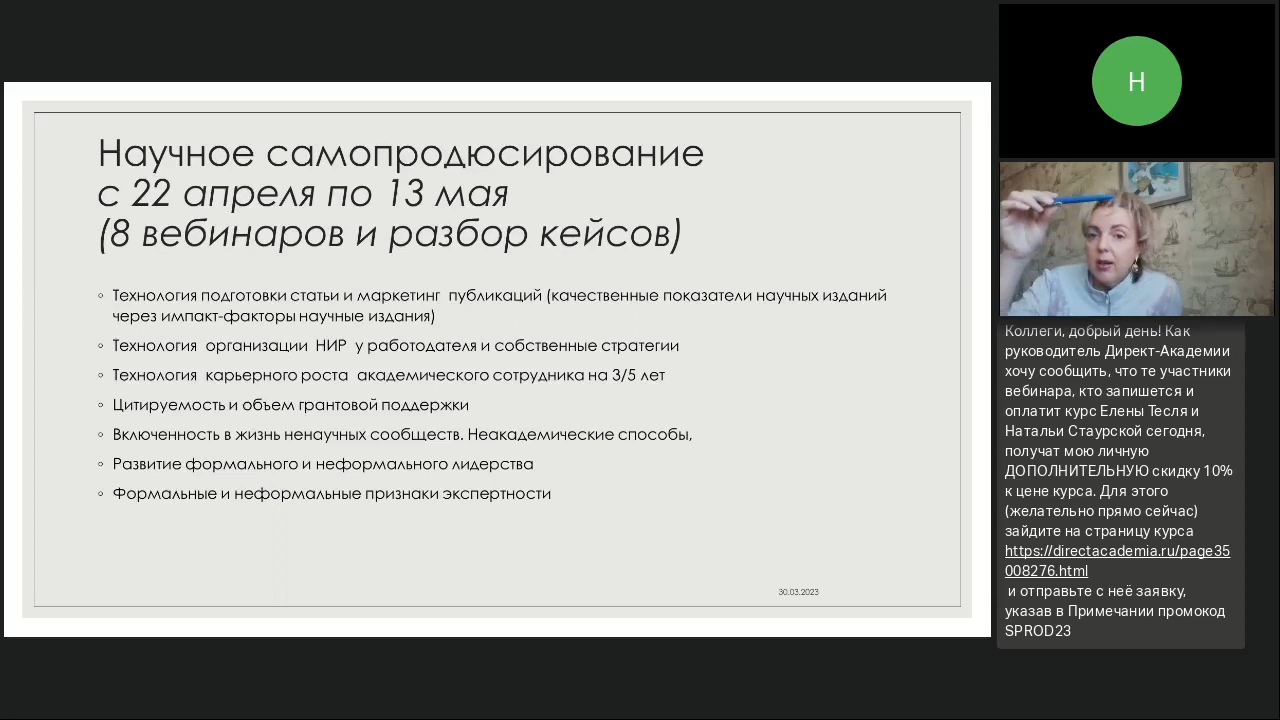 Научное самопродюсирование
с 22 апреля по 13 мая
(8 вебинаров и разбор кейсов)
◦ Технология подготовки статьи и маркетинг публикаций (качественные показатели научных изданий
через импакт-факторы научные издания)
◦ Технология организации НИР у работодателя и собственные стратегии
◦ Технология карьерного роста академического сотрудника на 3/5 лет
◦ Цитируемость и объем грантовой поддержки
◦ Включенность в жизнь ненаучных сообществ. Неакадемические способы,
◦ Развитие формального и неформального лидерства
◦ Формальные и неформальные признаки экспертности
30.03.2023
Н
Коллеги, добрый день! Как
руководитель Директ-Академии
хочу сообщить, что те участники
вебинара, кто запишется и
оплатит курс Елены Тесля и
Натальи Стаурской сегодня,
получат мою личную
ДОПОЛНИТЕЛЬНУЮ скидку 10%
к цене курса. Для этого
(желательно прямо сейчас)
зайдите на страницу курса
https://directacademia.ru/page35
008276.html
и отправьте с неё заявку,
указав в Примечании промокод
SPROD23